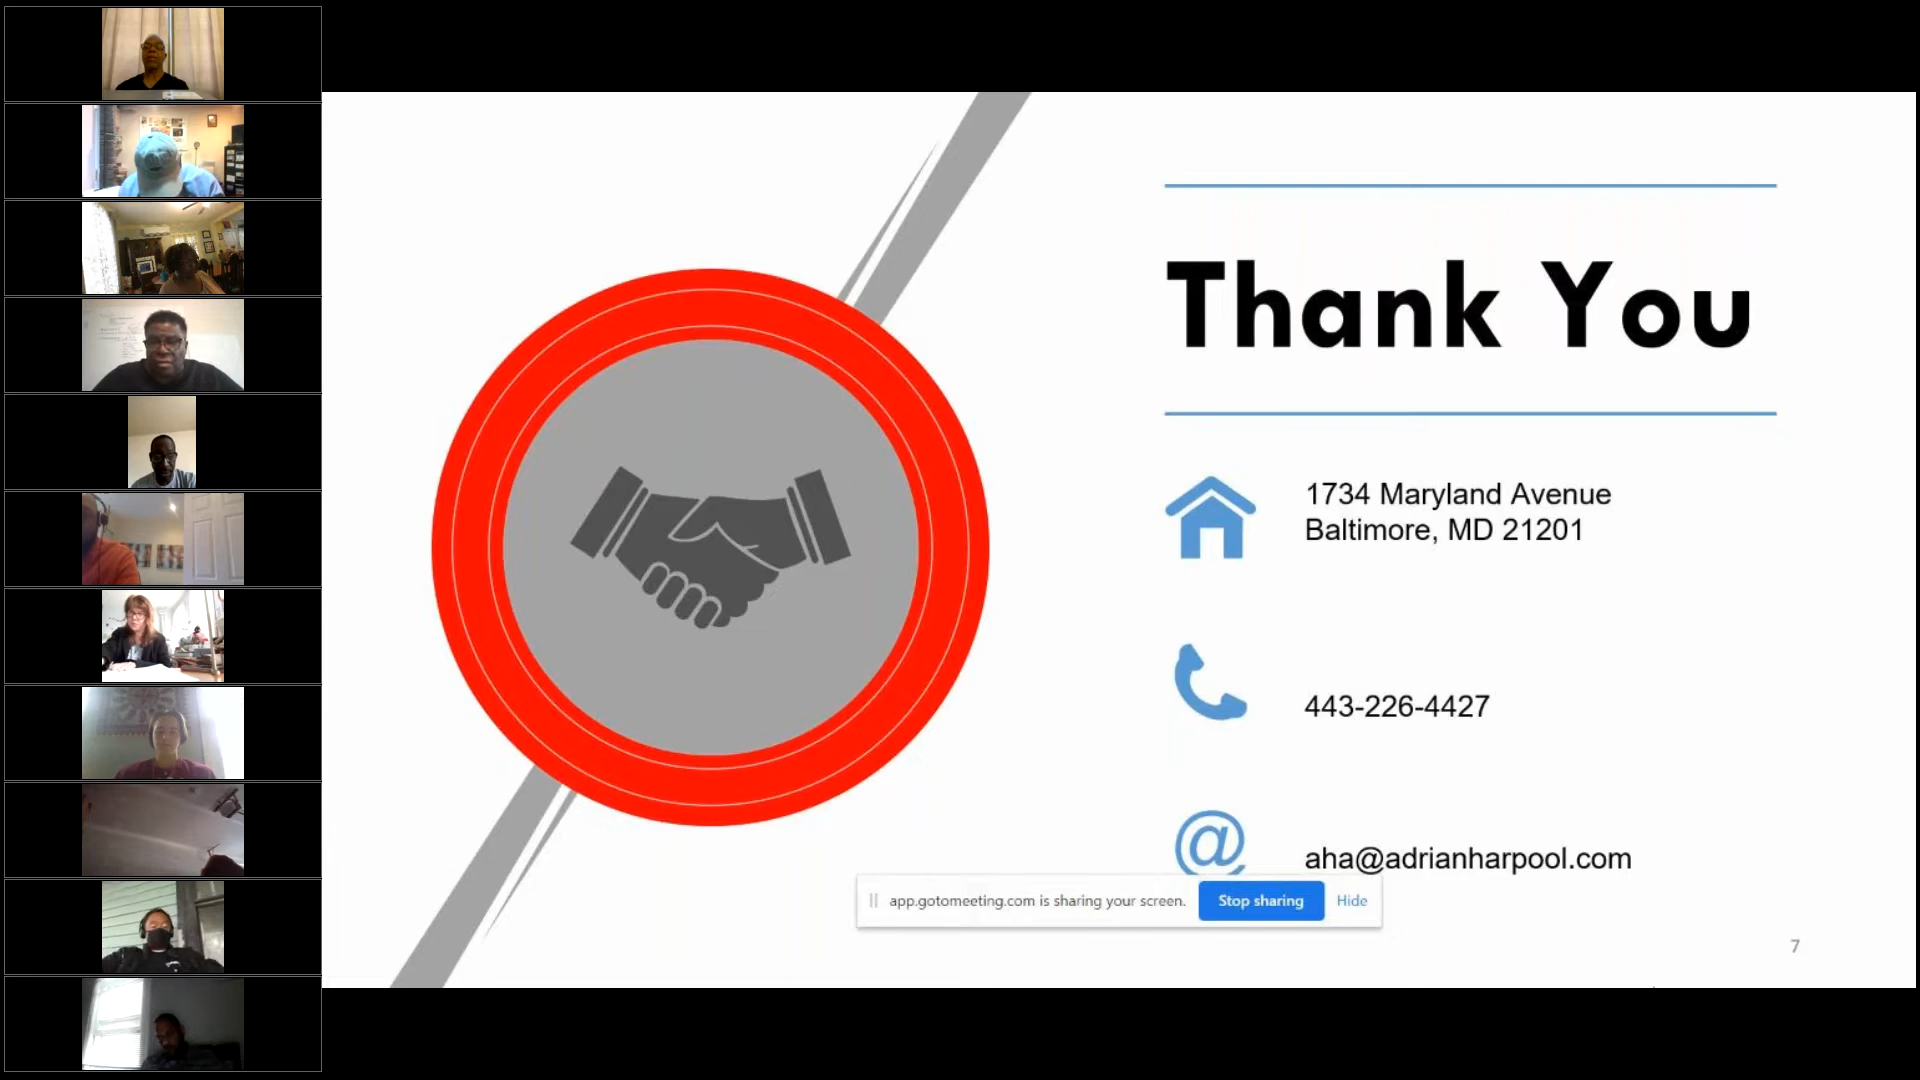 Thank You
1734 Maryland Avenue
Baltimore, MD 21201
443-226-4427
@
aha@adrianharpool.com
app.gotomeeting.com is sharing your screen.
Stop sharing
Hide
7